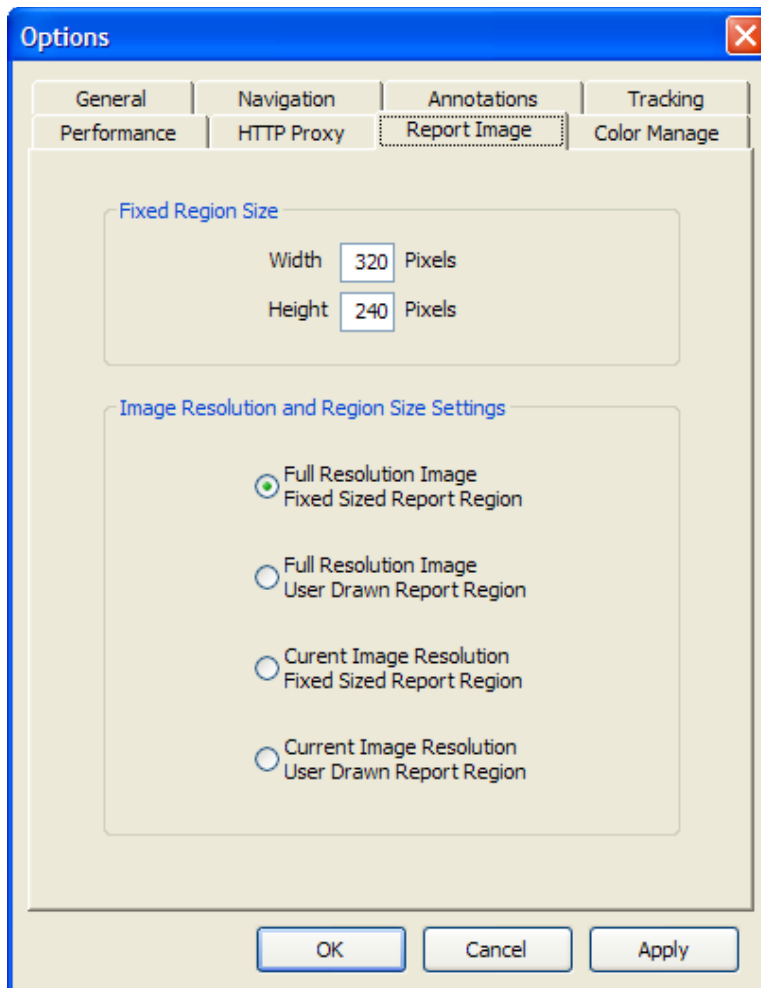 Options
General Navigation Annotations Tracking
Performance HTTP Proxy Report Image Color Manage
Fixed Region Size
Width 320 Pixels
Height 240 Pixels
Image Resolution and Region Size Settings
Full Resolution Image
Fixed Sized Report Region
Full Resolution Image
User Drawn Report Region
Curent Image Resolution
Fixed Sized Report Region
Current Image Resolution
User Drawn Report Region
OK Cancel Apply